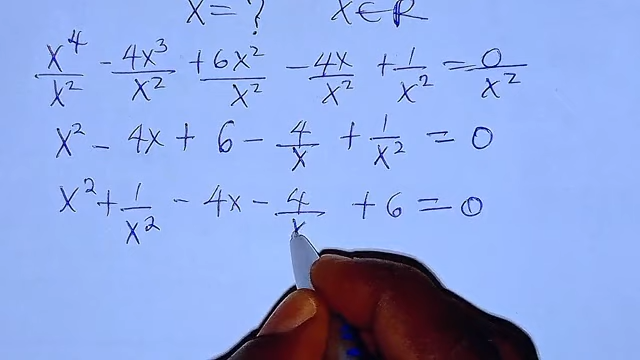 x = ? x ∈ R
x⁴/x² - 4x³/x² + 6x²/x² - 4x/x² + 1/x² = 0/x²
x² - 4x + 6 - 4/x + 1/x² = 0
x² + 1/x² - 4x - 4/x + 6 = 0